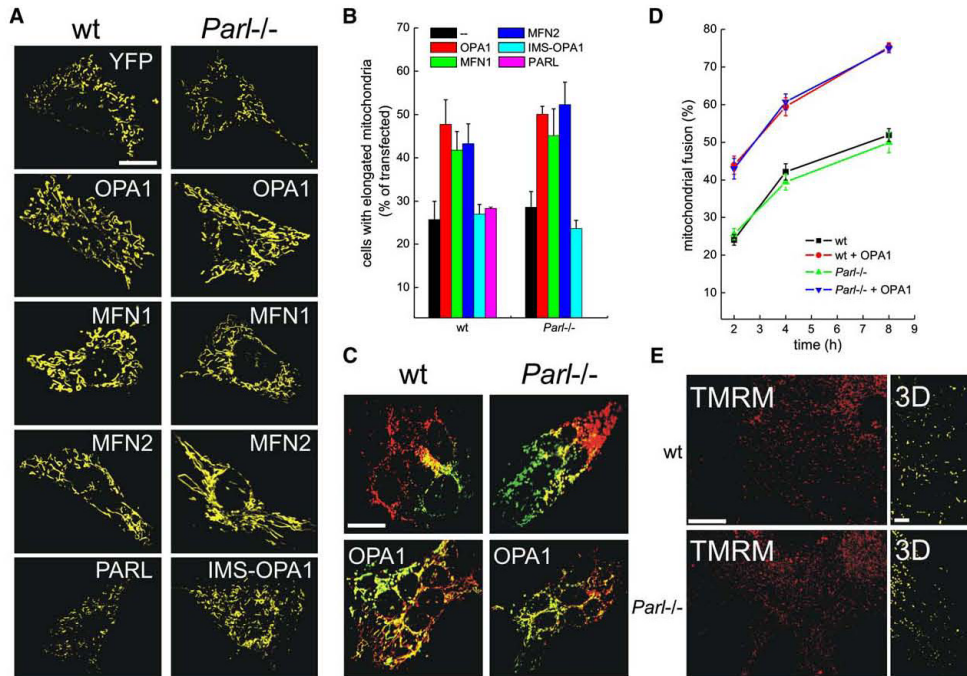 A
wt
Parl-/-
YFP
OPA1
OPA1
MFN1
MFN1
MFN2
MFN2
PARL
IMS-OPA1
B
--
OPA1
MFN1
MFN2
IMS-OPA1
PARL
cells with elongated mitochondria
(% of transfected)
70
60
50
40
30
20
10
wt
Parl-/-
C
wt
Parl-/-
OPA1
OPA1
D
mitochondrial fusion (%)
80
70
60
50
40
30
20
10
wt
wt + OPA1
Parl-/-
Parl-/- + OPA1
2 3 4 5 6 7 8 9
time (h)
E
wt
TMRM
3D
Parl-/-
TMRM
3D